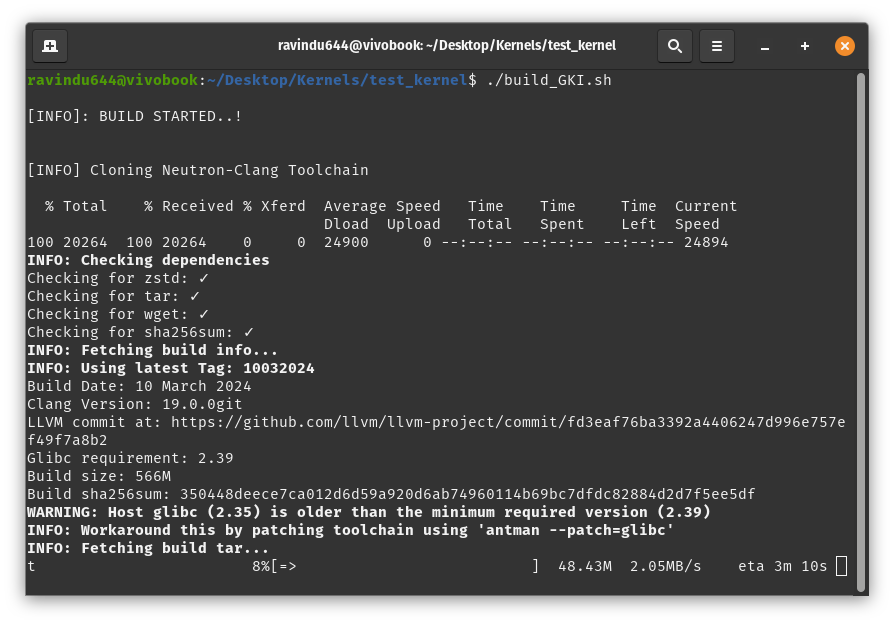 ravindu644@vivobook: ~/Desktop/Kernels/test_kernel
ravindu644@vivobook:~/Desktop/Kernels/test_kernel$ ./build_GKI.sh
[INFO]: BUILD STARTED..!
[INFO] Cloning Neutron-Clang Toolchain
  % Total    % Received % Xferd  Average Speed   Time    Time     Time  Current
                                 Dload  Upload   Total   Spent    Left  Speed
100 20264  100 20264    0     0  24900      0 --:--:-- --:--:-- --:--:-- 24894
INFO: Checking dependencies
Checking for zstd: ✓
Checking for tar: ✓
Checking for wget: ✓
Checking for sha256sum: ✓
INFO: Fetching build info...
INFO: Using latest Tag: 10032024
Build Date: 10 March 2024
Clang Version: 19.0.0git
LLVM commit at: https://github.com/llvm/llvm-project/commit/fd3eaf76ba3392a4406247d996e757e
f49f7a8b2
Glibc requirement: 2.39
Build size: 566M
Build sha256sum: 350448deece7ca012d6d59a920d6ab74960114b69bc7dfdc82884d2d7f5ee5df
WARNING: Host glibc (2.35) is older than the minimum required version (2.39)
INFO: Workaround this by patching toolchain using 'antman --patch=glibc'
INFO: Fetching build tar...
t                        8%[=>                          ]  48.43M  2.05MB/s    eta 3m 10s